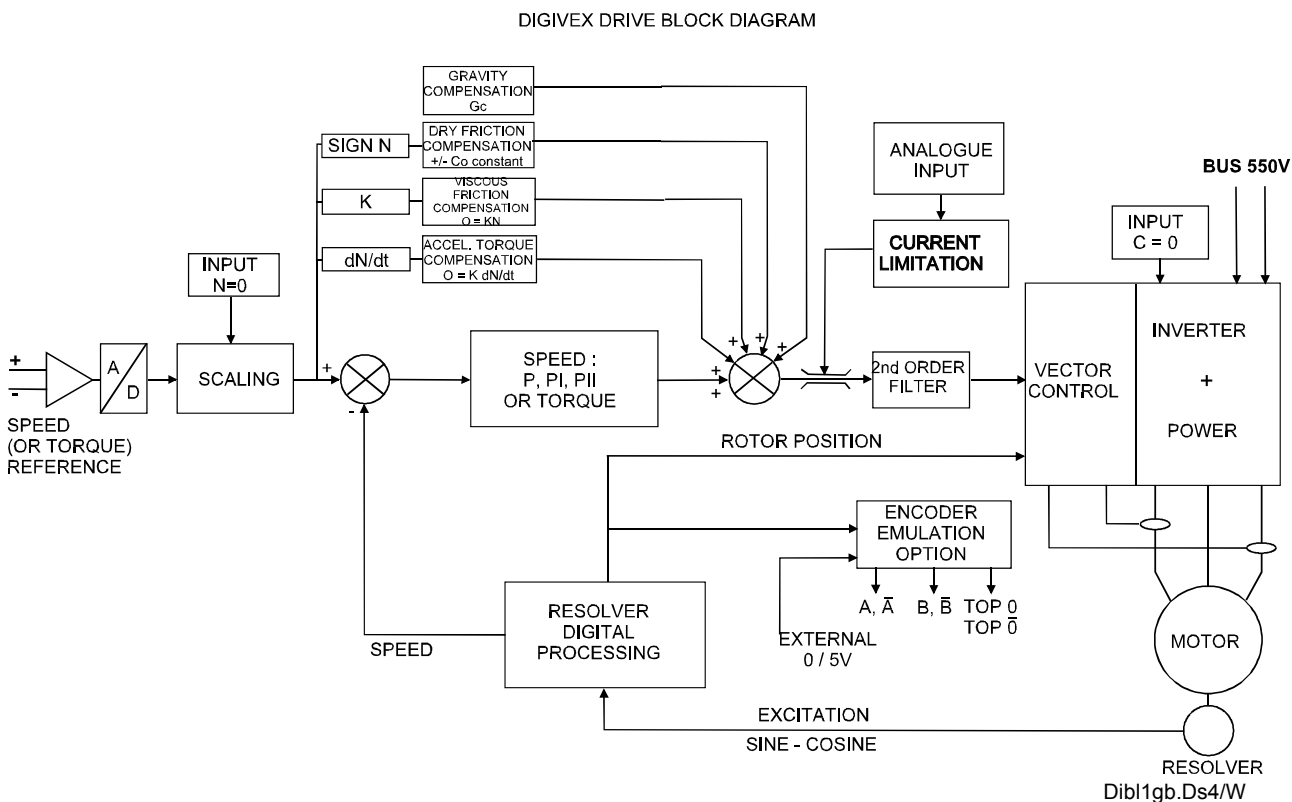 DIGIVEX DRIVE BLOCK DIAGRAM
GRAVITY
COMPENSATION
Gc
SIGN N
DRY FRICTION
COMPENSATION
+/- Co constant
K
VISCOUS
FRICTION
COMPENSATION
O = KN
dN/dt
ACCEL. TORQUE
COMPENSATION
O = K dN/dt
ANALOGUE
INPUT
CURRENT
LIMITATION
BUS 550V
INPUT
C = 0
INPUT
N=0
+
-
A
D
SCALING
+
-
SPEED :
P, PI, PII
OR TORQUE
+
+
+
+
+
+
2nd ORDER
FILTER
VECTOR
CONTROL
INVERTER
+
POWER
SPEED
(OR TORQUE)
REFERENCE
ROTOR POSITION
ENCODER
EMULATION
OPTION
A, A̅
B, B̅
TOP 0
TOP 0̅
EXTERNAL
0 / 5V
RESOLVER
DIGITAL
PROCESSING
SPEED
MOTOR
EXCITATION
SINE - COSINE
RESOLVER
Dibl1gb.Ds4/W